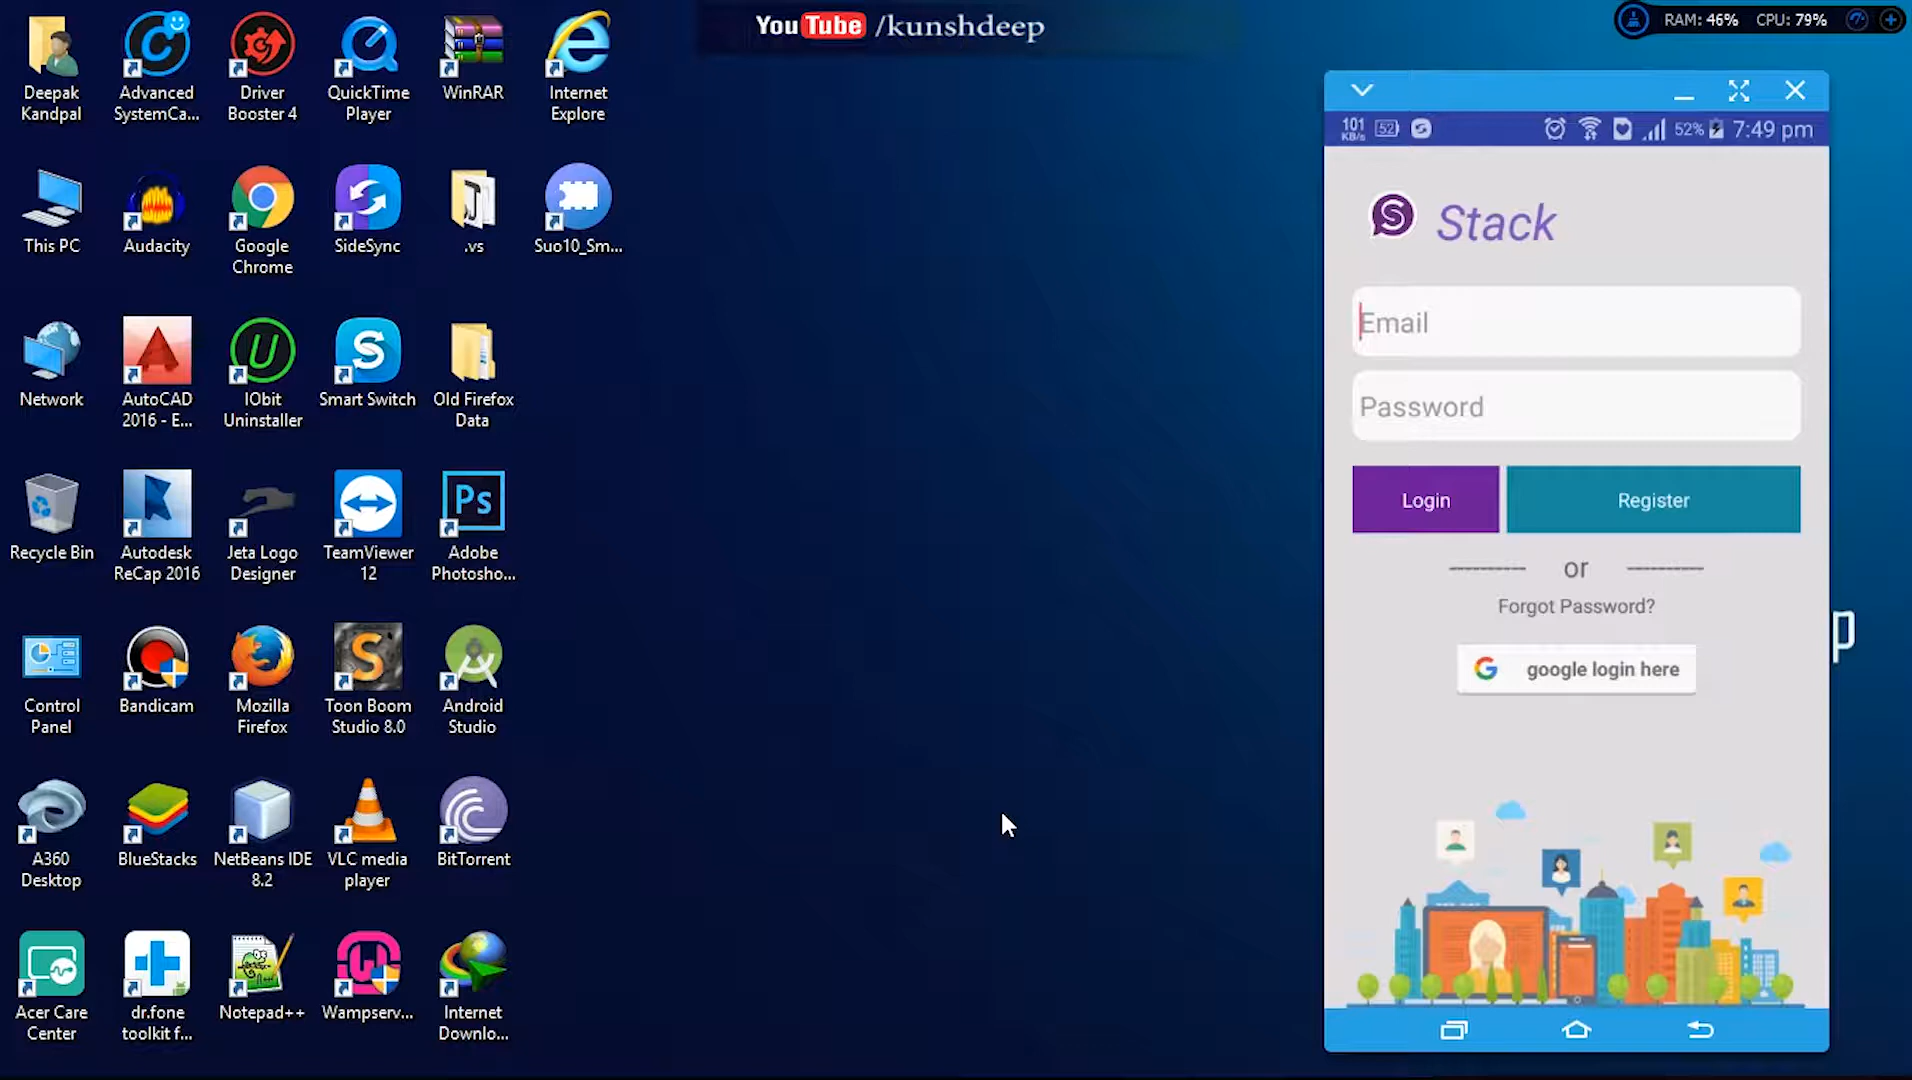 YouTube /kunshdeep
RAM: 46% CPU: 79%
Deepak
Kandpal
Advanced
SystemCa...
Driver
Booster 4
QuickTime
Player
WinRAR
Internet
Explore
This PC
Audacity
Google
Chrome
SideSync
.vs
Suo10_Sm...
Network
AutoCAD
2016 - E...
IObit
Uninstaller
Smart Switch
Old Firefox
Data
Recycle Bin
Autodesk
ReCap 2016
Jeta Logo
Designer
TeamViewer
12
Ps
Adobe
Photosho...
Control
Panel
Bandicam
Mozilla
Firefox
Toon Boom
Studio 8.0
Android
Studio
A360
Desktop
BlueStacks
NetBeans IDE
8.2
VLC media
player
BitTorrent
Acer Care
Center
dr.fone
toolkit f...
Notepad++
Wampserv...
Internet
Downlo...
101
KB/s
52
52% 7:49 pm
Stack
Email
Password
Login
Register
---------- or ----------
Forgot Password?
google login here
p